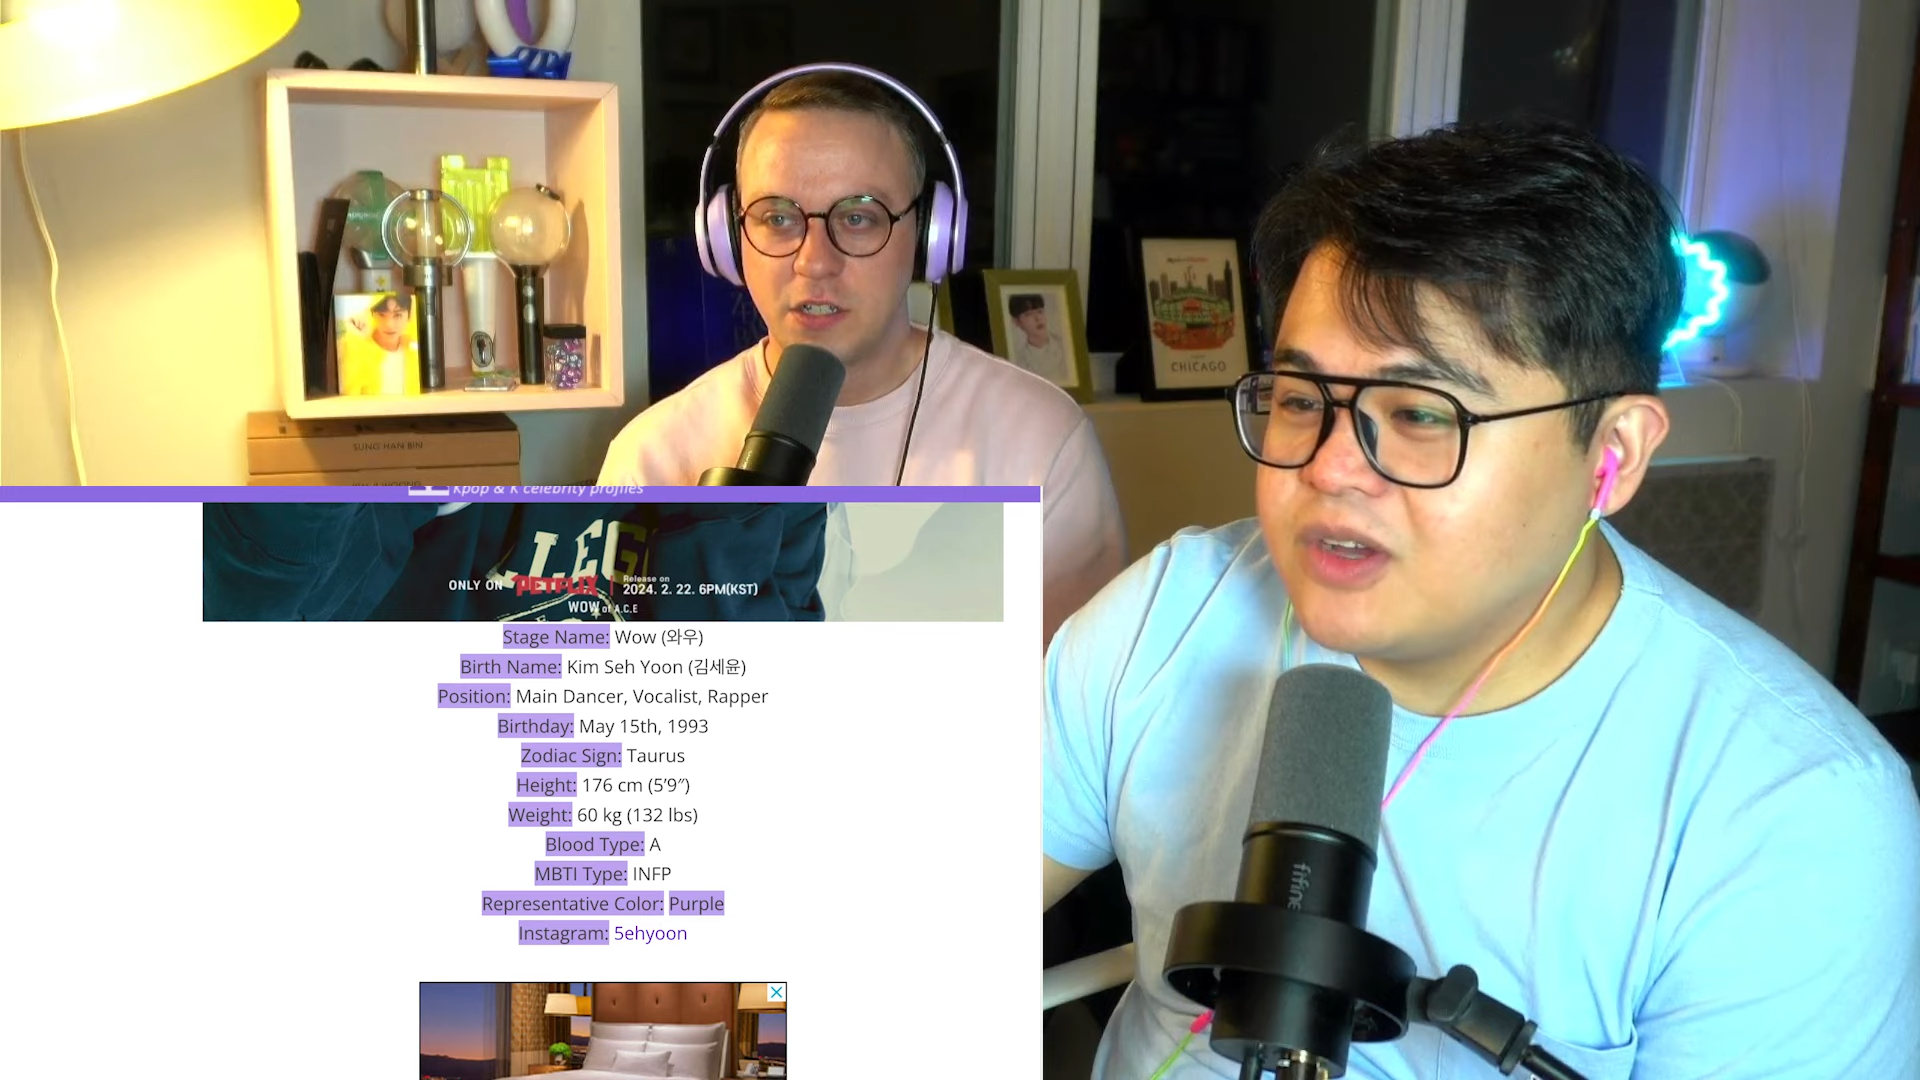 CHICAGO
SUNG HAN BIN
Kpop & K celebrity profiles
LLEG
ONLY ON PETFLIX
Release on
2024. 2. 22. 6PM(KST)
WOW of A.C.E
Stage Name: Wow (와우)
Birth Name: Kim Seh Yoon (김세윤)
Position: Main Dancer, Vocalist, Rapper
Birthday: May 15th, 1993
Zodiac Sign: Taurus
Height: 176 cm (5’9″)
Weight: 60 kg (132 lbs)
Blood Type: A
MBTI Type: INFP
Representative Color: Purple
Instagram: 5ehyoon
fifine